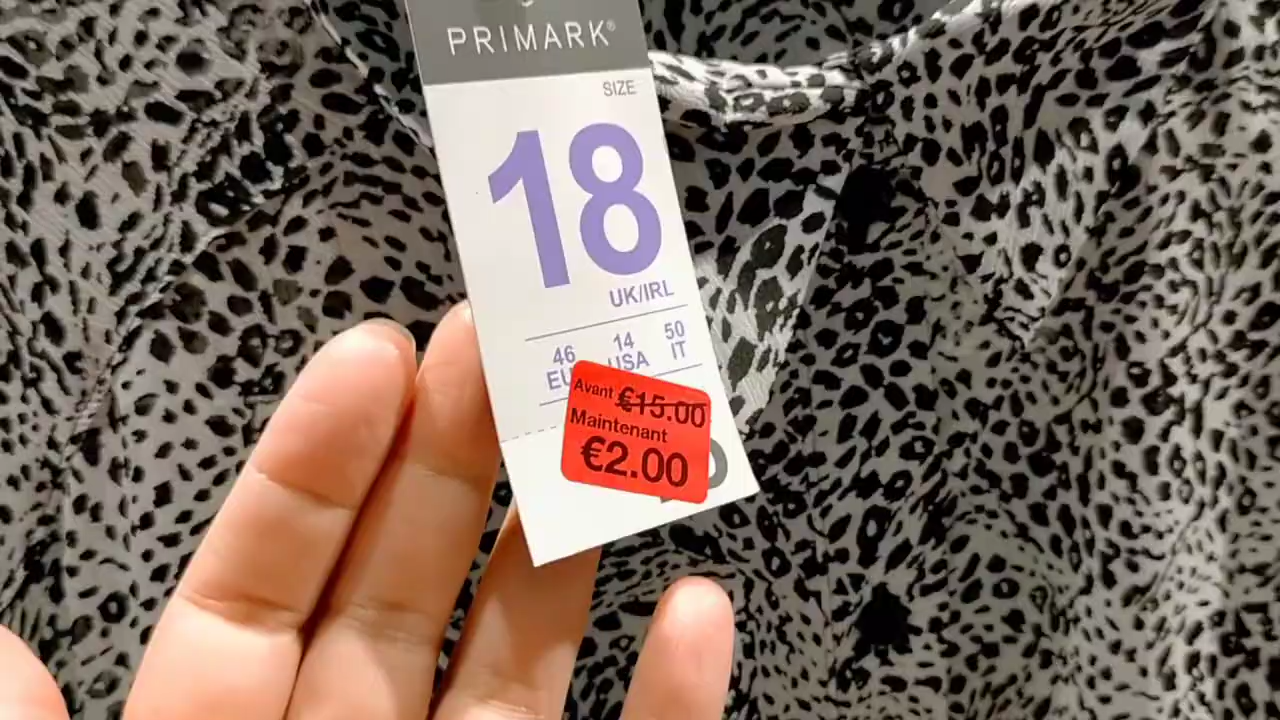 PRIMARK®
SIZE
18
UK/IRL
46 14 50
EU USA IT
Avant €15.00
Maintenant
€2.00